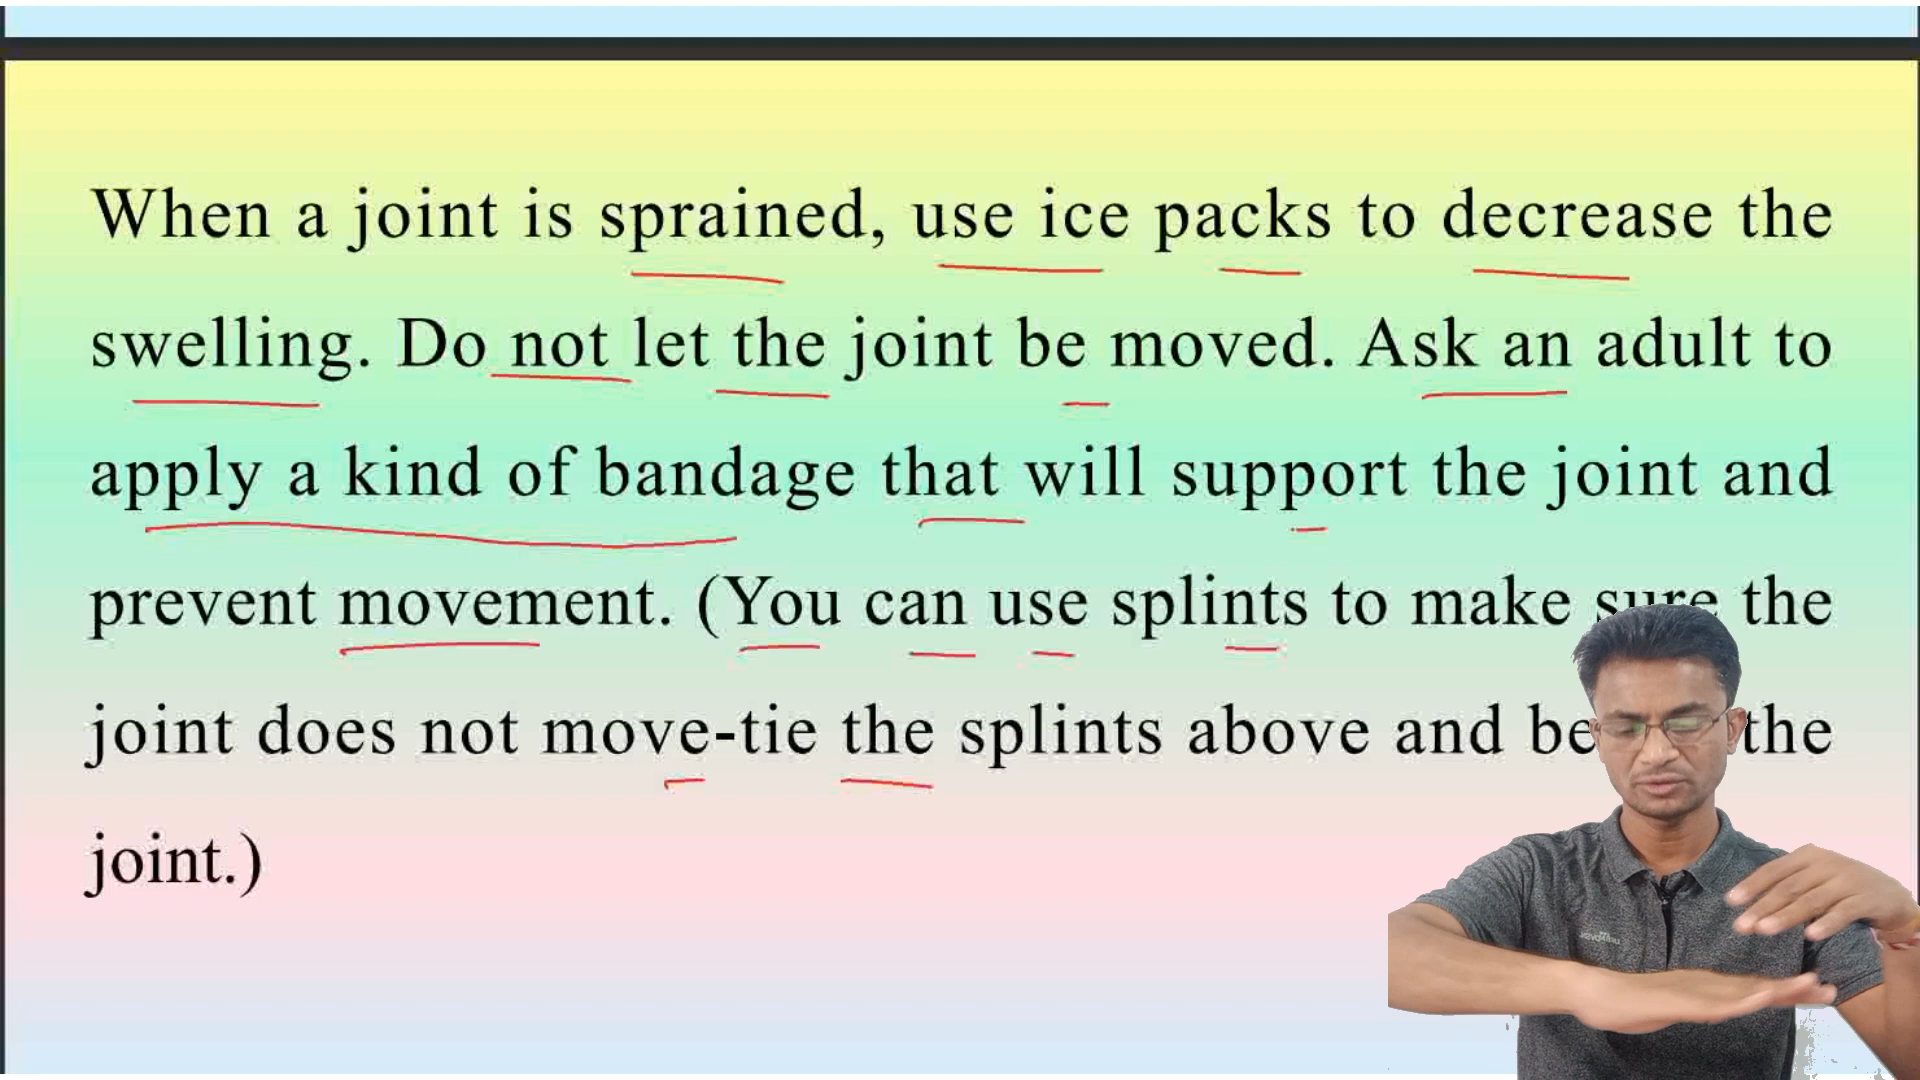 When a joint is sprained, use ice packs to decrease the
swelling. Do not let the joint be moved. Ask an adult to
apply a kind of bandage that will support the joint and
prevent movement. (You can use splints to make sure the
joint does not move-tie the splints above and be the
joint.)